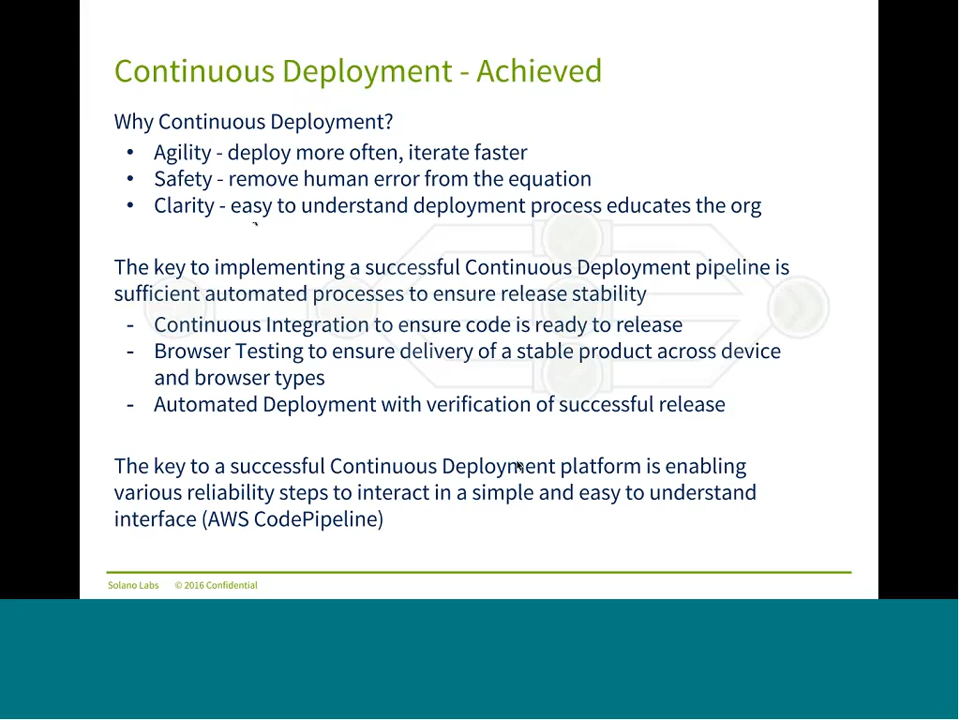 Continuous Deployment - Achieved
Why Continuous Deployment?
• Agility - deploy more often, iterate faster
• Safety - remove human error from the equation
• Clarity - easy to understand deployment process educates the org
The key to implementing a successful Continuous Deployment pipeline is
sufficient automated processes to ensure release stability
- Continuous Integration to ensure code is ready to release
- Browser Testing to ensure delivery of a stable product across device
and browser types
- Automated Deployment with verification of successful release
The key to a successful Continuous Deployment platform is enabling
various reliability steps to interact in a simple and easy to understand
interface (AWS CodePipeline)
Solano Labs © 2016 Confidential